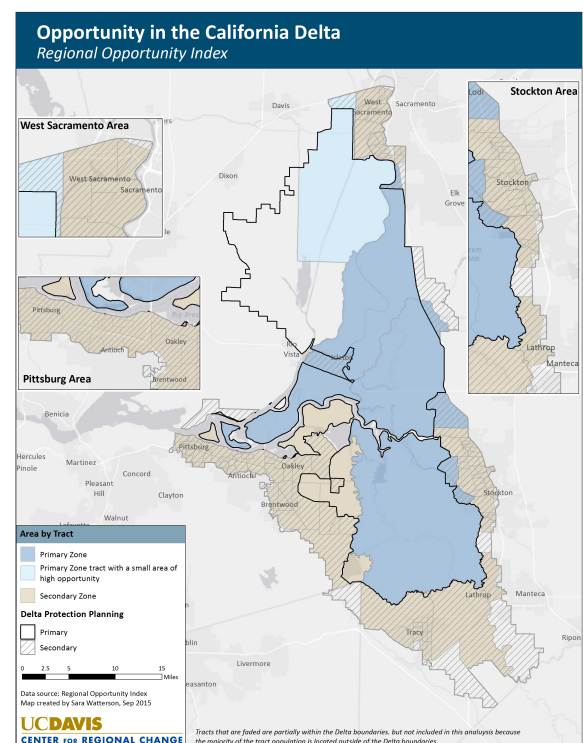 Opportunity in the California Delta
Regional Opportunity Index
Davis
West
Sacramento
Sacramento
Lodi
Stockton Area
West Sacramento Area
West Sacramento
Sacramento
Dixon
Elk
Grove
Stockton
Pittsburg
Antioch
Oakley
Brentwood
Pittsburg Area
Rio
Vista
Isleton
Lathrop
Manteca
Benicia
Hercules
Pinole
Martinez
Concord
Pleasant
Hill
Clayton
Walnut
Pittsburg
Antioch
Oakley
Brentwood
Stockton
Lathrop
Manteca
Tracy
Ripon
Livermore
blin
easanton
Area by Tract
Primary Zone
Primary Zone tract with a small area of
high opportunity
Secondary Zone
Delta Protection Planning
Primary
Secondary
0 2.5 5 10 15
Miles
Data source: Regional Opportunity Index
Map created by Sara Watterson, Sep 2015
UCDAVIS
CENTER FOR REGIONAL CHANGE
Tracts that are faded are partially within the Delta boundaries, but not included in this analuysis because
the majority of the tract population is located outside of the Delta boundaries.